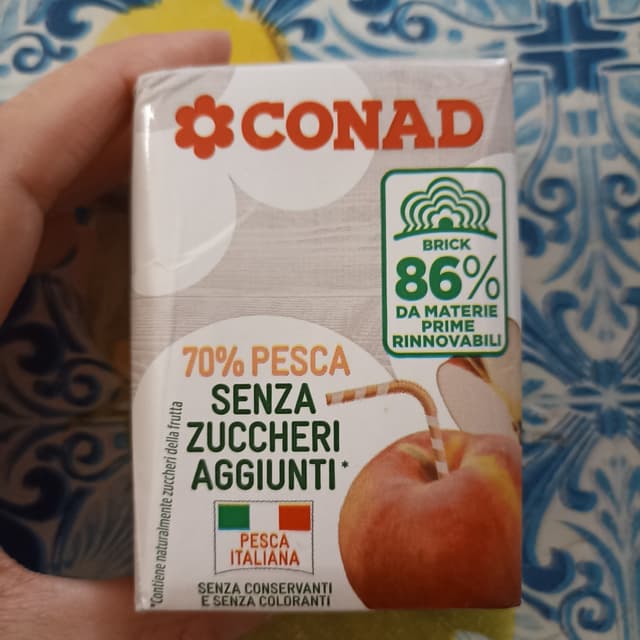 CONAD
BRICK
86%
DA MATERIE
PRIME
RINNOVABILI
70% PESCA
SENZA
ZUCCHERI
AGGIUNTI*
*Contiene naturalmente zuccheri della frutta
PESCA
ITALIANA
SENZA CONSERVANTI
E SENZA COLORANTI